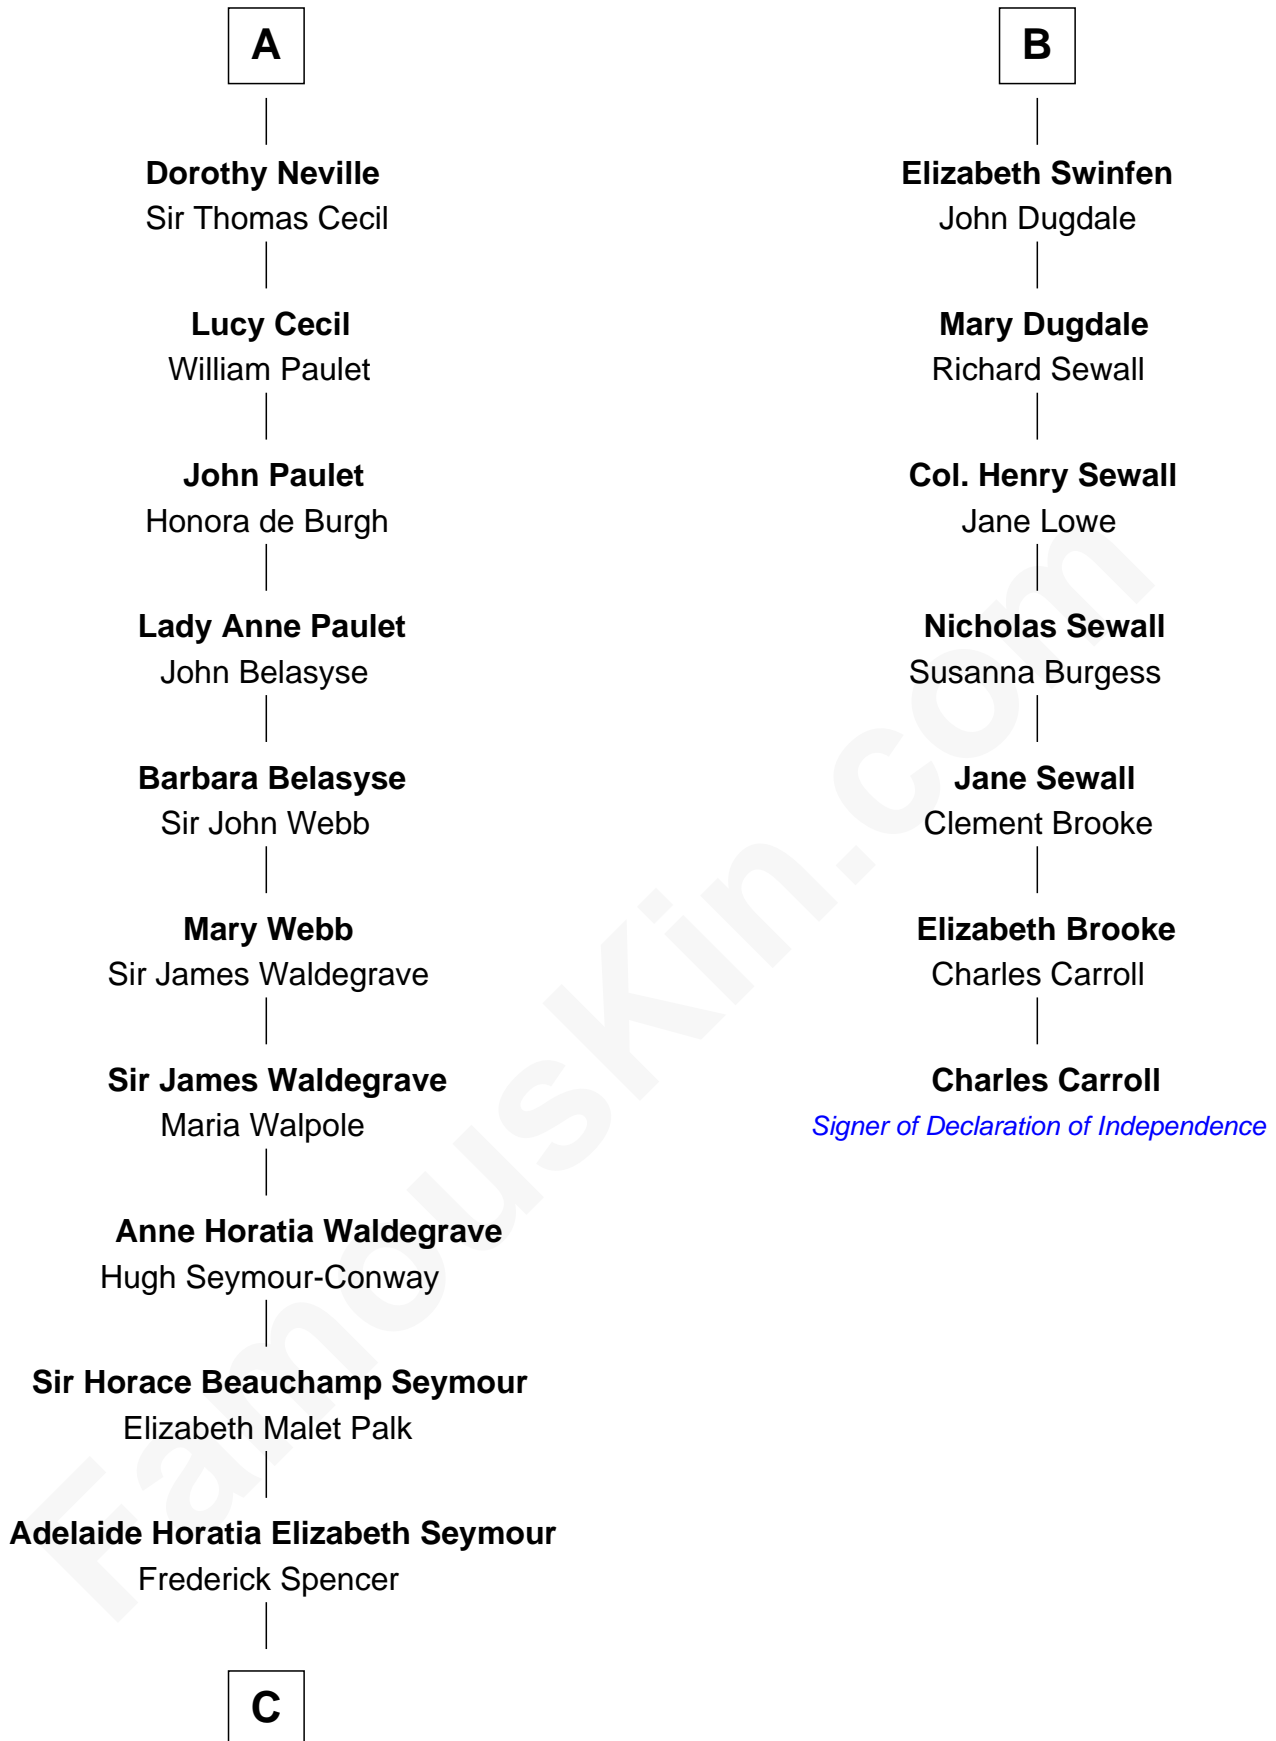 A
Dorothy Neville
Sir Thomas Cecil
Lucy Cecil
William Paulet
John Paulet
Honora de Burgh
Lady Anne Paulet
John Belasyse
Barbara Belasyse
Sir John Webb
Mary Webb
Sir James Waldegrave
Sir James Waldegrave
Maria Walpole
Anne Horatia Waldegrave
Hugh Seymour-Conway
Sir Horace Beauchamp Seymour
Elizabeth Malet Palk
Adelaide Horatia Elizabeth Seymour
Frederick Spencer
C
B
Elizabeth Swinfen
John Dugdale
Mary Dugdale
Richard Sewall
Col. Henry Sewall
Jane Lowe
Nicholas Sewall
Susanna Burgess
Jane Sewall
Clement Brooke
Elizabeth Brooke
Charles Carroll
Charles Carroll
Signer of Declaration of Independence
FamousKin.com